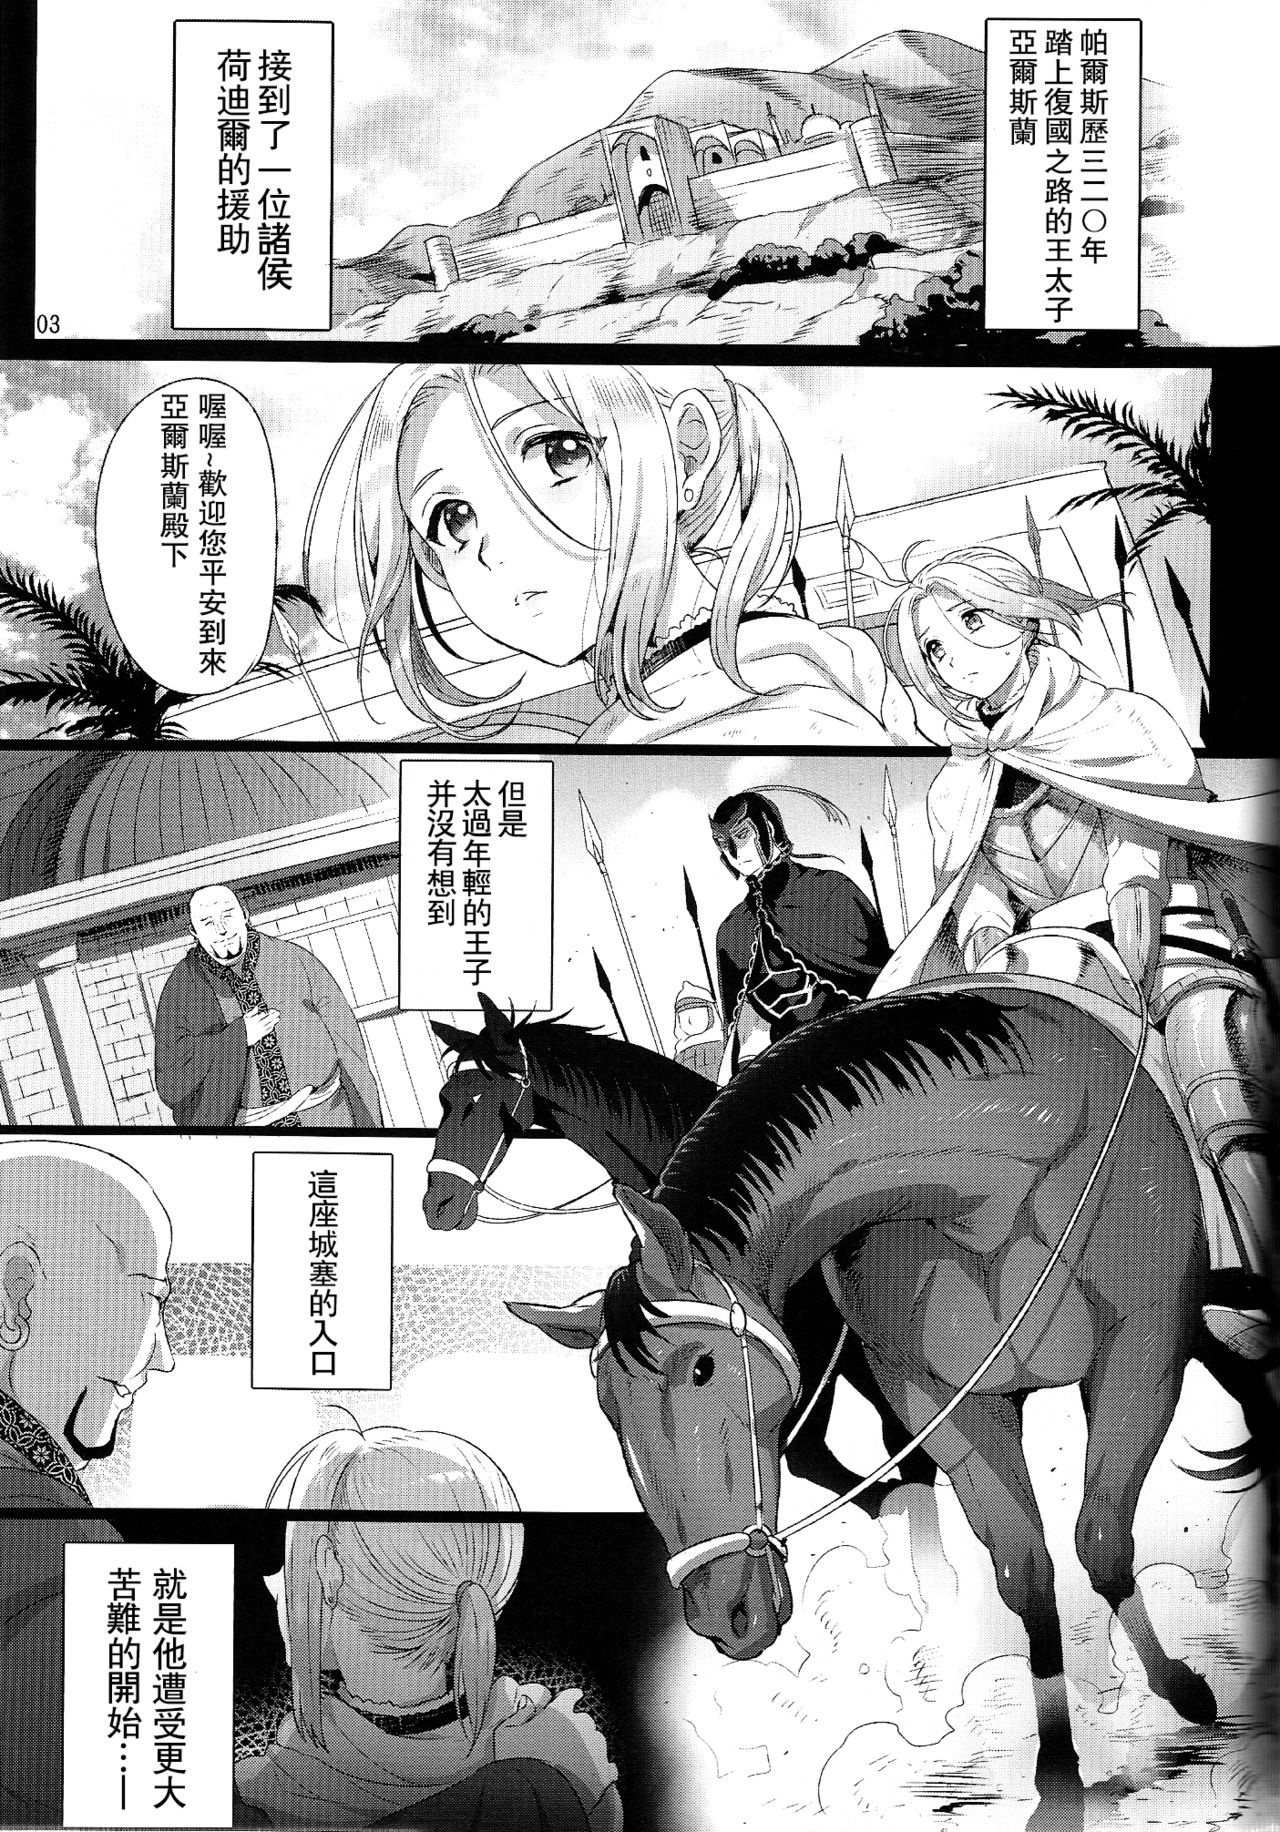 帕爾斯歷三二〇年
踏上復國之路的王太子
亞爾斯蘭
接到了一位諸侯
荷迪爾的援助
喔喔~歡迎您平安到來
亞爾斯蘭殿下
但是
太過年輕的王子
并沒有想到
這座城塞的入口
就是他遭受更大
苦難的開始…—
03